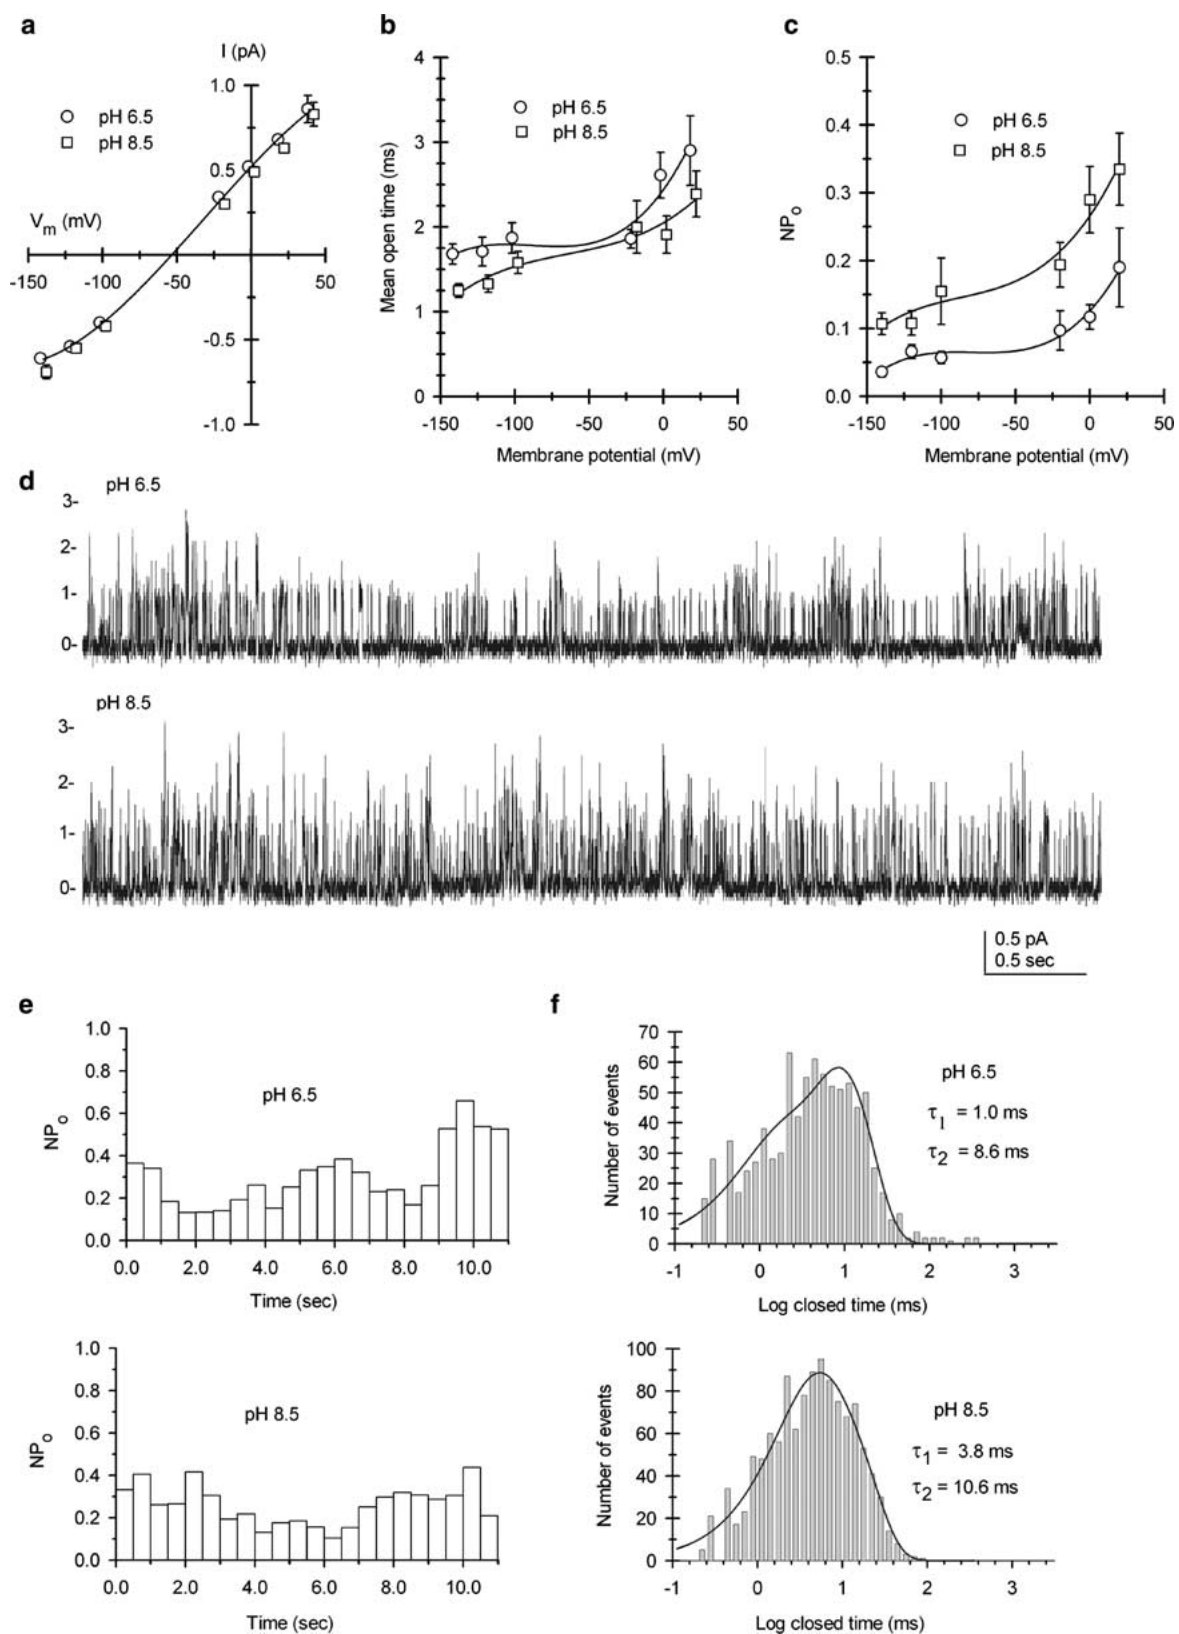 a
I (pA)
1.0
pH 6.5
pH 8.5
0.5
Vm (mV)
-150 -100 -50 50
-0.5
-1.0
b
4
3
2
1
0
pH 6.5
pH 8.5
Mean open time (ms)
-150 -100 -50 0 50
Membrane potential (mV)
c
0.5
0.4
0.3
0.2
0.1
0.0
pH 6.5
pH 8.5
NPo
-150 -100 -50 0 50
Membrane potential (mV)
d
pH 6.5
3-
2-
1-
0-
pH 8.5
3-
2-
1-
0-
0.5 pA
0.5 sec
e
1.0
0.8
0.6
0.4
0.2
0.0
pH 6.5
NPo
0.0 2.0 4.0 6.0 8.0 10.0
Time (sec)
1.0
0.8
0.6
0.4
0.2
0.0
pH 8.5
NPo
0.0 2.0 4.0 6.0 8.0 10.0
Time (sec)
f
70
60
50
40
30
20
10
0
Number of events
pH 6.5
τ1 = 1.0 ms
τ2 = 8.6 ms
-1 0 1 2 3
Log closed time (ms)
100
80
60
40
20
0
Number of events
pH 8.5
τ1 = 3.8 ms
τ2 = 10.6 ms
-1 0 1 2 3
Log closed time (ms)